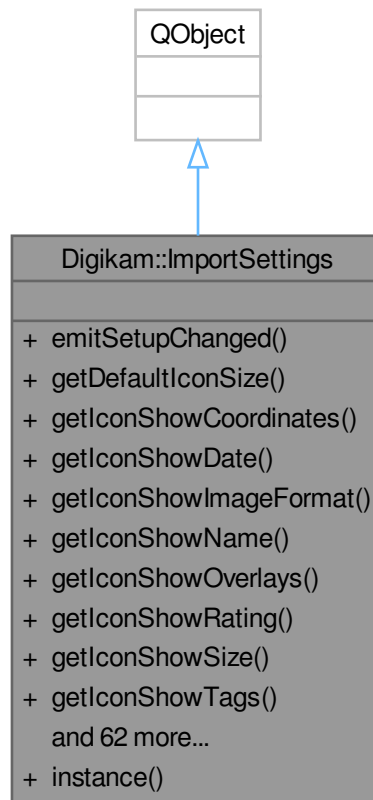 QObject
Digikam::ImportSettings
+ emitSetupChanged()
+ getDefaultIconSize()
+ getIconShowCoordinates()
+ getIconShowDate()
+ getIconShowImageFormat()
+ getIconShowName()
+ getIconShowOverlays()
+ getIconShowRating()
+ getIconShowSize()
+ getIconShowTags()
and 62 more...
+ instance()